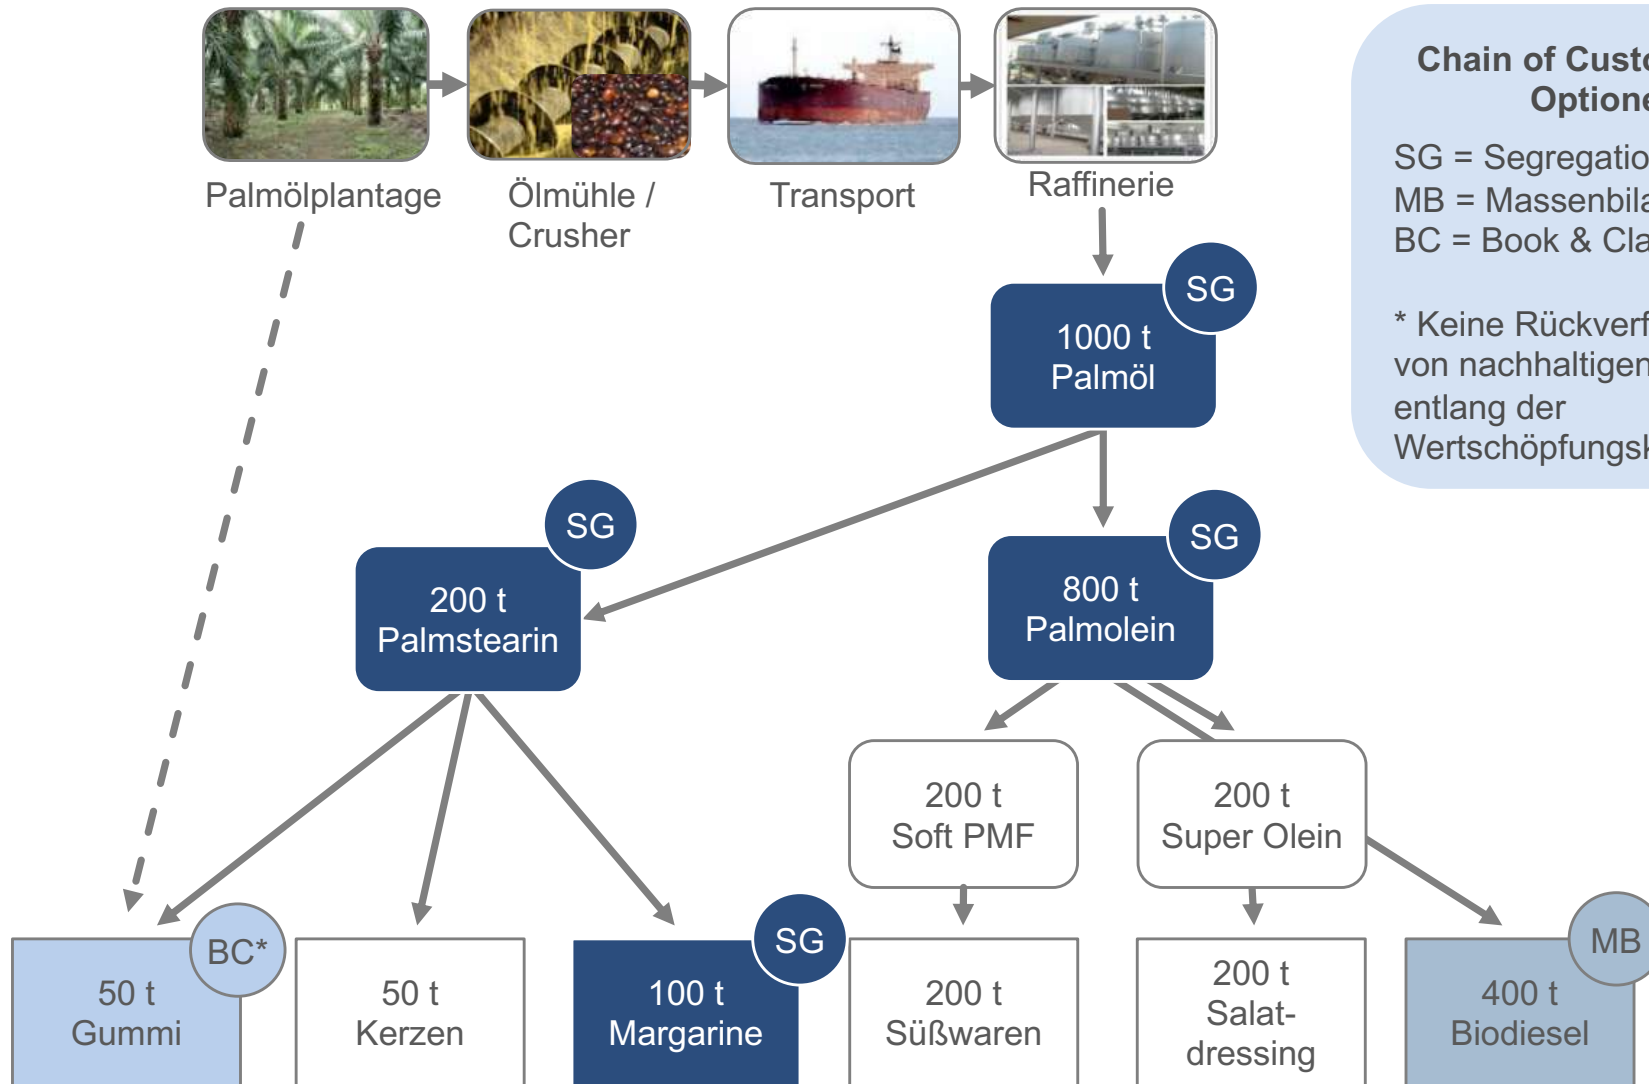 Palmölplantage
Ölmühle /
Crusher
Transport
Raffinerie
Chain of Custo
Optione
SG = Segregatio
MB = Massenbila
BC = Book & Cla
* Keine Rückverf
von nachhaltigen
entlang der
Wertschöpfungsk
SG
1000 t
Palmöl
SG
200 t
Palmstearin
SG
800 t
Palmolein
200 t
Soft PMF
200 t
Super Olein
BC*
50 t
Gummi
50 t
Kerzen
SG
100 t
Margarine
200 t
Süßwaren
200 t
Salat-
dressing
MB
400 t
Biodiesel